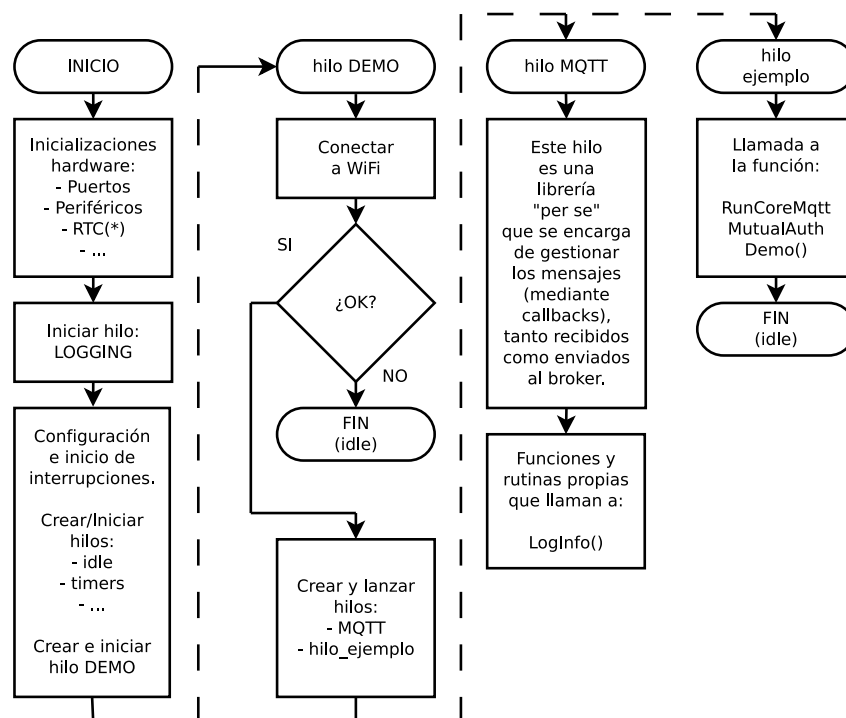 INICIO
Inicializaciones
hardware:
- Puertos
- Periféricos
- RTC(*)
- ...
Iniciar hilo:
LOGGING
Configuración
e inicio de
interrupciones.
Crear/Iniciar
hilos:
- idle
- timers
- ...
Crear e iniciar
hilo DEMO
hilo DEMO
Conectar
a WiFi
SI
¿OK?
NO
FIN
(idle)
Crear y lanzar
hilos:
- MQTT
- hilo_ejemplo
hilo MQTT
Este hilo
es una
librería
"per se"
que se encarga
de gestionar
los mensajes
(mediante
callbacks),
tanto recibidos
como enviados
al broker.
Funciones y
rutinas propias
que llaman a:
LogInfo()
hilo
ejemplo
Llamada a
la función:
RunCoreMqtt
MutualAuth
Demo()
FIN
(idle)